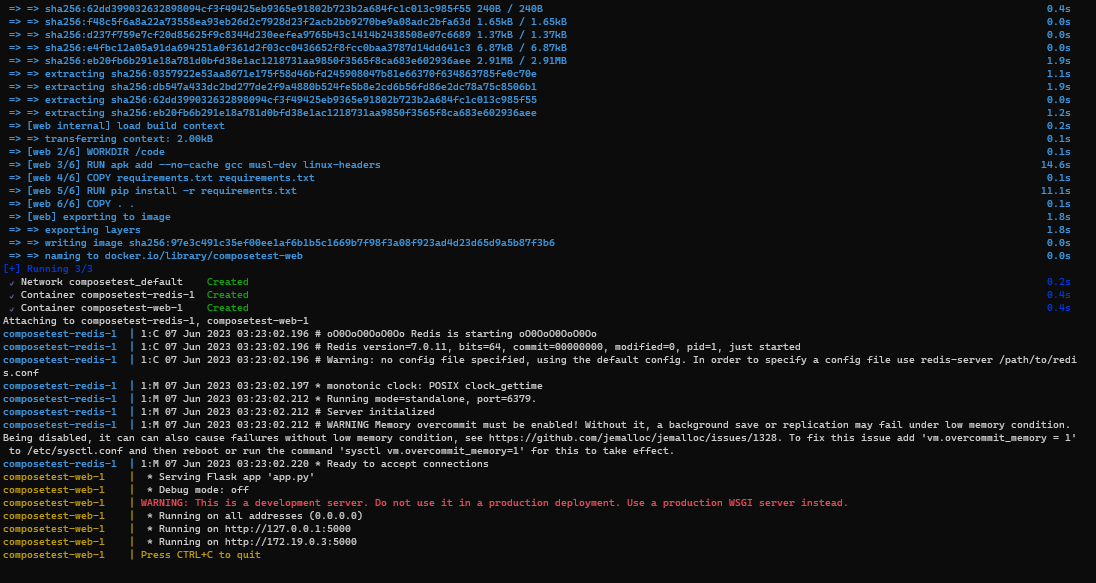 => => sha256:62dd399032632898094cf3f49425eb9365e91802b723b2a684fc1c013c985f55 240B / 240B 0.4s
=> => sha256:f48c5f6a8a22a73558ea93eb26d2c7928d23f2acb2bb9270be9a08adc2bfa63d 1.65kB / 1.65kB 0.0s
=> => sha256:d237f759e7cf20d85625f9c8344d230eefea9765b43c1414b2438508e07c6689 1.37kB / 1.37kB 0.0s
=> => sha256:e4fbc12a05a91da694251a0f361d2f03cc0436652f8fcc0baa3787d14dd641c3 6.87kB / 6.87kB 0.0s
=> => sha256:eb20fb6b291e18a781d0bfd38e1ac1218731aa9850f3565f8ca683e602936aee 2.91MB / 2.91MB 1.9s
=> => extracting sha256:0357922e53aa8671e175f58d46bfd245908047b81e66370f634863785fe0c70e 1.1s
=> => extracting sha256:db547a433dc2bd277de2f9a4880b524fe5b8e2cd6b56fd86e2dc78a75c8506b1 1.9s
=> => extracting sha256:62dd399032632898094cf3f49425eb9365e91802b723b2a684fc1c013c985f55 0.0s
=> => extracting sha256:eb20fb6b291e18a781d0bfd38e1ac1218731aa9850f3565f8ca683e602936aee 1.2s
=> [web internal] load build context 0.2s
=> => transferring context: 2.00kB 0.1s
=> [web 2/6] WORKDIR /code 0.1s
=> [web 3/6] RUN apk add --no-cache gcc musl-dev linux-headers 14.6s
=> [web 4/6] COPY requirements.txt requirements.txt 0.1s
=> [web 5/6] RUN pip install -r requirements.txt 11.1s
=> [web 6/6] COPY . . 0.1s
=> [web] exporting to image 1.8s
=> => exporting layers 1.8s
=> => writing image sha256:97e3c491c35ef00ee1af6b1b5c1669b7f98f3a08f923ad4d23d65d9a5b87f3b6 0.0s
=> => naming to docker.io/library/composetest-web 0.0s
[+] Running 3/3
✓ Network composetest_default Created 0.2s
✓ Container composetest-redis-1 Created 0.4s
✓ Container composetest-web-1 Created 0.4s
Attaching to composetest-redis-1, composetest-web-1
composetest-redis-1 | 1:C 07 Jun 2023 03:23:02.196 # oO0OoO0OoO0Oo Redis is starting oO0OoO0OoO0Oo
composetest-redis-1 | 1:C 07 Jun 2023 03:23:02.196 # Redis version=7.0.11, bits=64, commit=00000000, modified=0, pid=1, just started
composetest-redis-1 | 1:C 07 Jun 2023 03:23:02.196 # Warning: no config file specified, using the default config. In order to specify a config file use redis-server /path/to/redi
s.conf
composetest-redis-1 | 1:M 07 Jun 2023 03:23:02.197 * monotonic clock: POSIX clock_gettime
composetest-redis-1 | 1:M 07 Jun 2023 03:23:02.212 * Running mode=standalone, port=6379.
composetest-redis-1 | 1:M 07 Jun 2023 03:23:02.212 # Server initialized
composetest-redis-1 | 1:M 07 Jun 2023 03:23:02.212 # WARNING Memory overcommit must be enabled! Without it, a background save or replication may fail under low memory condition.
Being disabled, it can can also cause failures without low memory condition, see https://github.com/jemalloc/jemalloc/issues/1328. To fix this issue add 'vm.overcommit_memory = 1'
to /etc/sysctl.conf and then reboot or run the command 'sysctl vm.overcommit_memory=1' for this to take effect.
composetest-redis-1 | 1:M 07 Jun 2023 03:23:02.220 * Ready to accept connections
composetest-web-1 | * Serving Flask app 'app.py'
composetest-web-1 | * Debug mode: off
composetest-web-1 | WARNING: This is a development server. Do not use it in a production deployment. Use a production WSGI server instead.
composetest-web-1 | * Running on all addresses (0.0.0.0)
composetest-web-1 | * Running on http://127.0.0.1:5000
composetest-web-1 | * Running on http://172.19.0.3:5000
composetest-web-1 | Press CTRL+C to quit